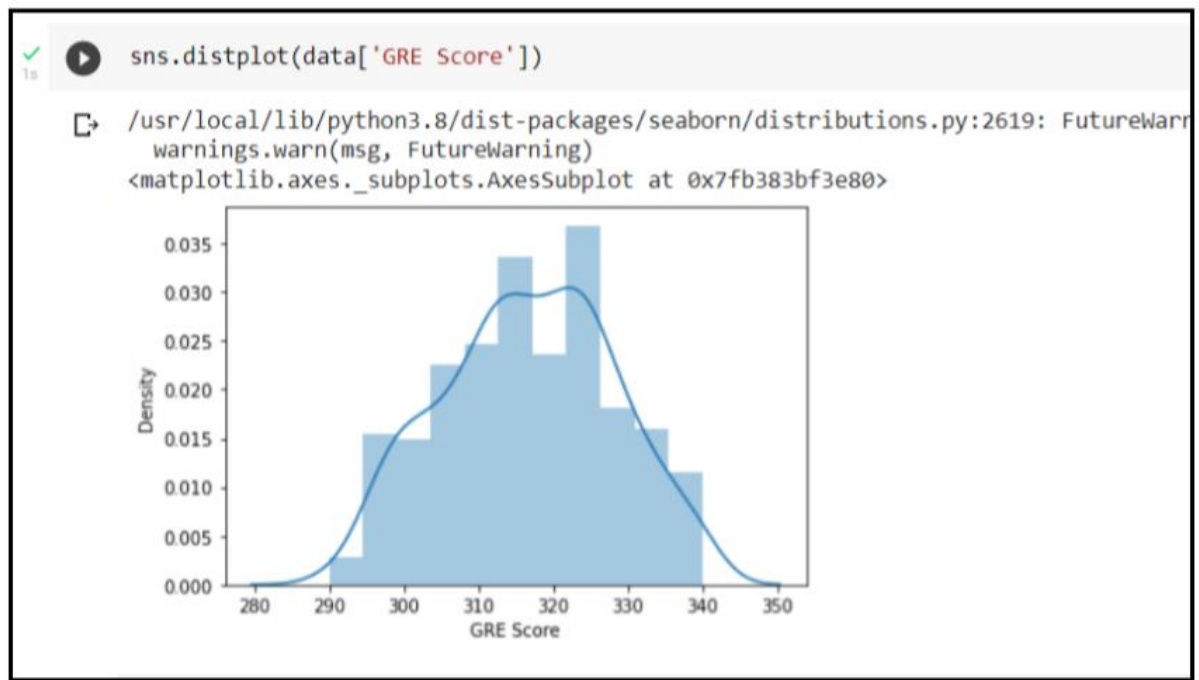 sns.distplot(data['GRE Score'])
1s
/usr/local/lib/python3.8/dist-packages/seaborn/distributions.py:2619: FutureWarn
warnings.warn(msg, FutureWarning)
<matplotlib.axes._subplots.AxesSubplot at 0x7fb383bf3e80>
0.035
0.030
0.025
0.020
0.015
0.010
0.005
0.000
Density
280 290 300 310 320 330 340 350
GRE Score